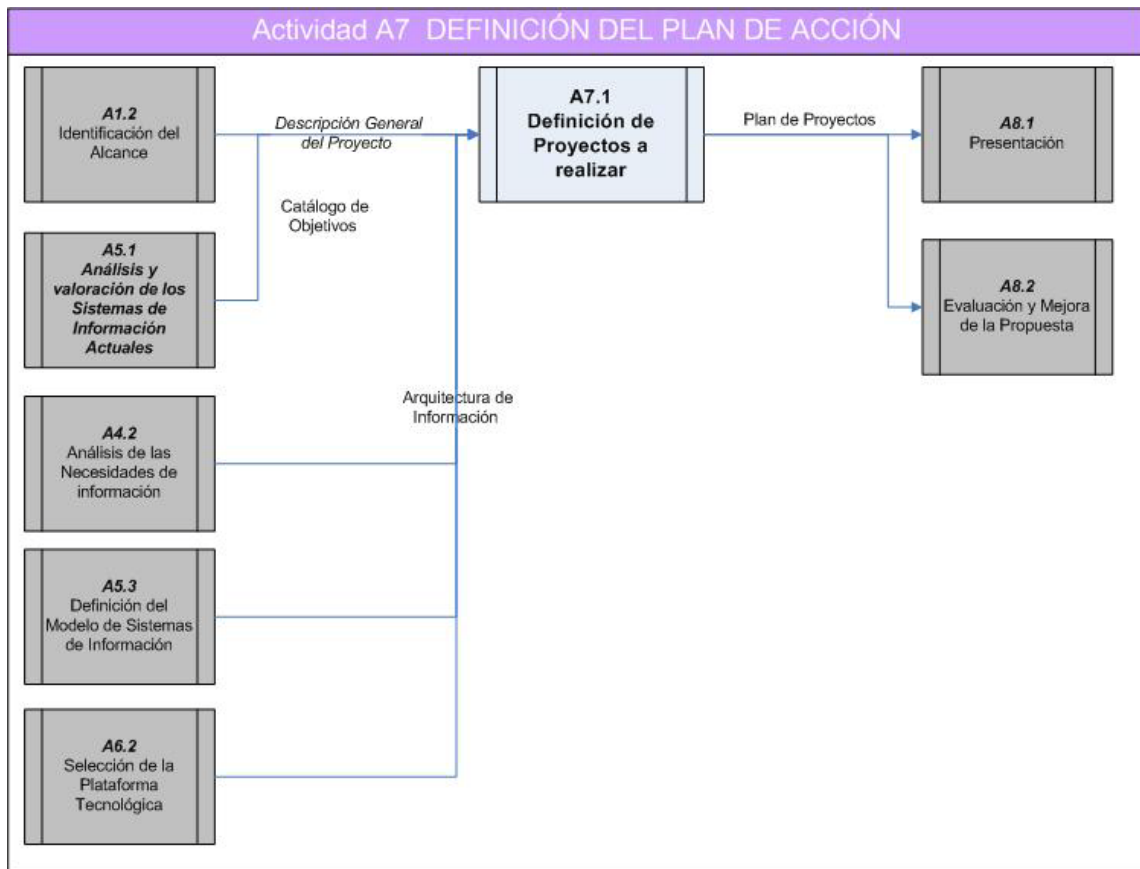 Actividad A7 DEFINICIÓN DEL PLAN DE ACCIÓN
A1.2
Identificación del
Alcance
Descripción General
del Proyecto
A7.1
Definición de
Proyectos a
realizar
Plan de Proyectos
A8.1
Presentación
Catálogo de
Objetivos
A5.1
Análisis y
valoración de los
Sistemas de
Información
Actuales
A8.2
Evaluación y Mejora
de la Propuesta
Arquitectura de
Información
A4.2
Análisis de las
Necesidades de
información
A5.3
Definición del
Modelo de Sistemas
de Información
A6.2
Selección de la
Plataforma
Tecnológica